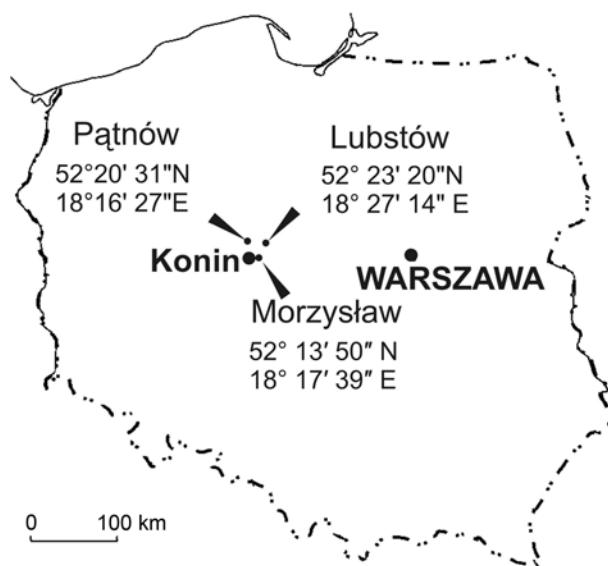 Pątnów
52°20' 31"N
18°16' 27"E
Lubstów
52° 23' 20"N
18° 27' 14" E
Konin
WARSZAWA
Morzysław
52° 13' 50" N
18° 17' 39" E
0 100 km